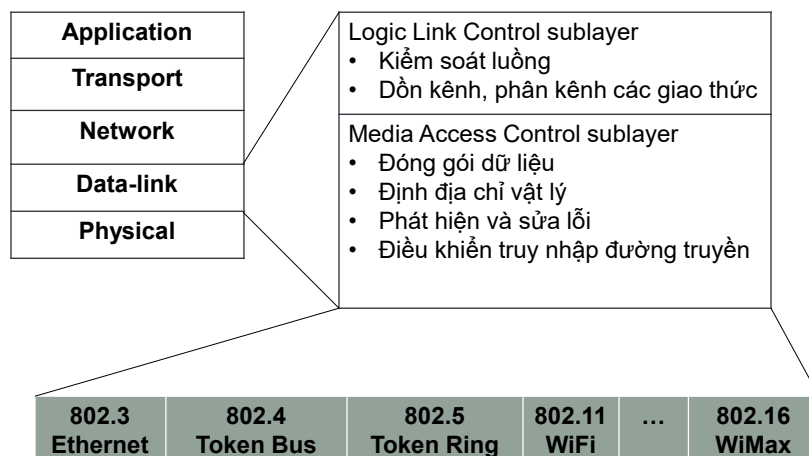 Application
Transport
Network
Data-link
Physical
Logic Link Control sublayer
• Kiểm soát luồng
• Dồn kênh, phân kênh các giao thức
Media Access Control sublayer
• Đóng gói dữ liệu
• Định địa chỉ vật lý
• Phát hiện và sửa lỗi
• Điều khiển truy nhập đường truyền
802.3 802.4 802.5 802.11 … 802.16
Ethernet Token Bus Token Ring WiFi WiMax